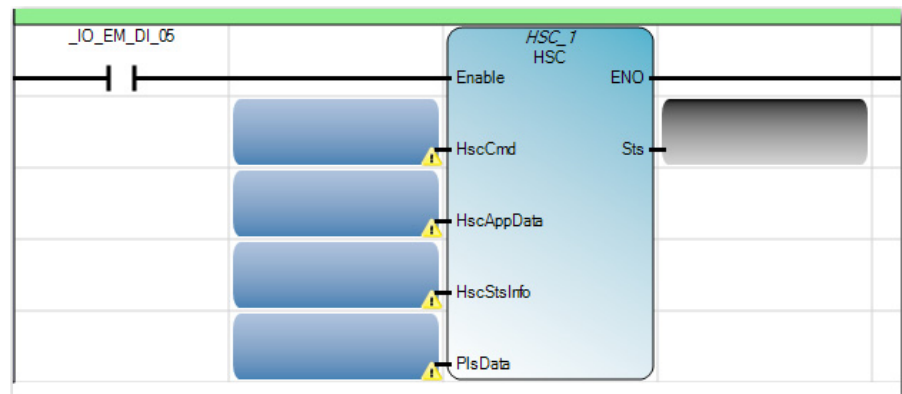 _IO_EM_DI_05
HSC_1
HSC
Enable
ENO
HscCmd
Sts
HscAppData
HscStsInfo
PlsData